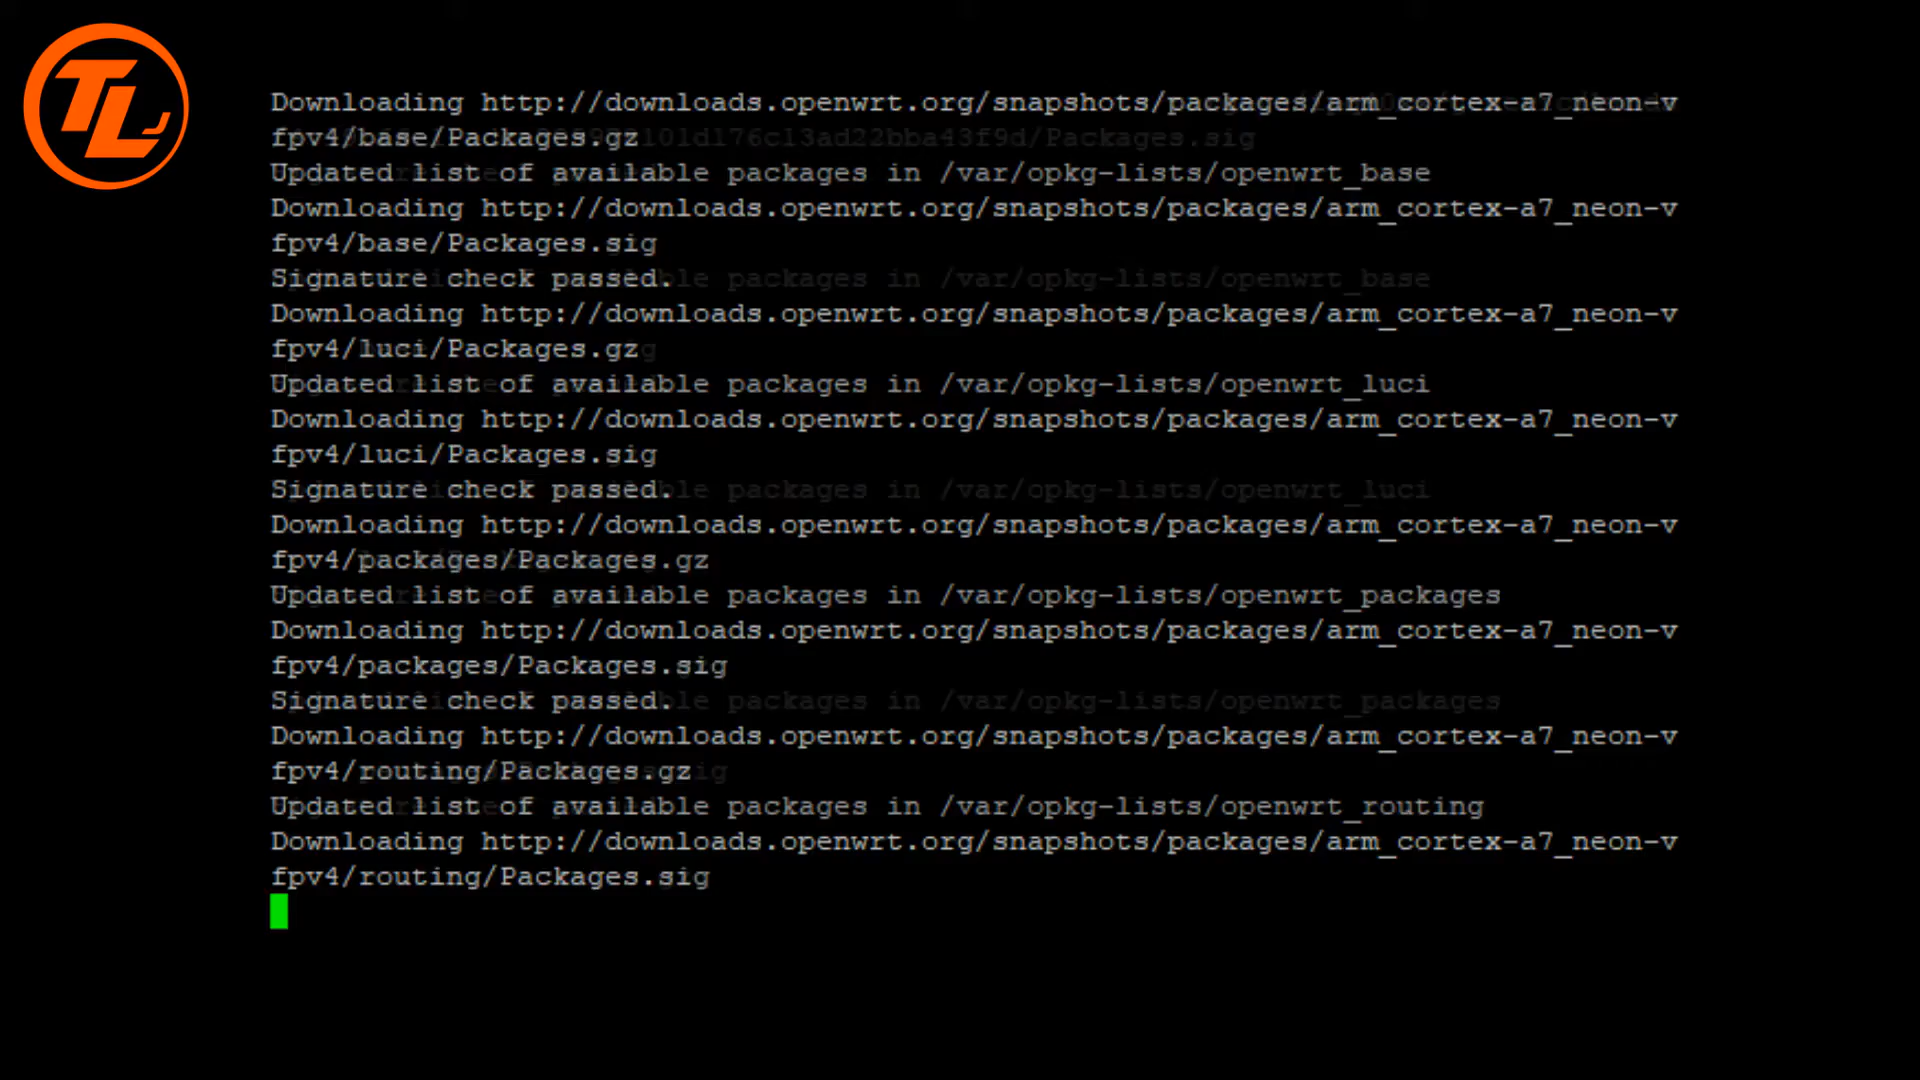 TL
Downloading http://downloads.openwrt.org/snapshots/packages/arm_cortex-a7_neon-v
fpv4/base/Packages.gz
Updated list of available packages in /var/opkg-lists/openwrt_base
Downloading http://downloads.openwrt.org/snapshots/packages/arm_cortex-a7_neon-v
fpv4/base/Packages.sig
Signature check passed.
Downloading http://downloads.openwrt.org/snapshots/packages/arm_cortex-a7_neon-v
fpv4/luci/Packages.gz
Updated list of available packages in /var/opkg-lists/openwrt_luci
Downloading http://downloads.openwrt.org/snapshots/packages/arm_cortex-a7_neon-v
fpv4/luci/Packages.sig
Signature check passed.
Downloading http://downloads.openwrt.org/snapshots/packages/arm_cortex-a7_neon-v
fpv4/packages/Packages.gz
Updated list of available packages in /var/opkg-lists/openwrt_packages
Downloading http://downloads.openwrt.org/snapshots/packages/arm_cortex-a7_neon-v
fpv4/packages/Packages.sig
Signature check passed.
Downloading http://downloads.openwrt.org/snapshots/packages/arm_cortex-a7_neon-v
fpv4/routing/Packages.gz
Updated list of available packages in /var/opkg-lists/openwrt_routing
Downloading http://downloads.openwrt.org/snapshots/packages/arm_cortex-a7_neon-v
fpv4/routing/Packages.sig